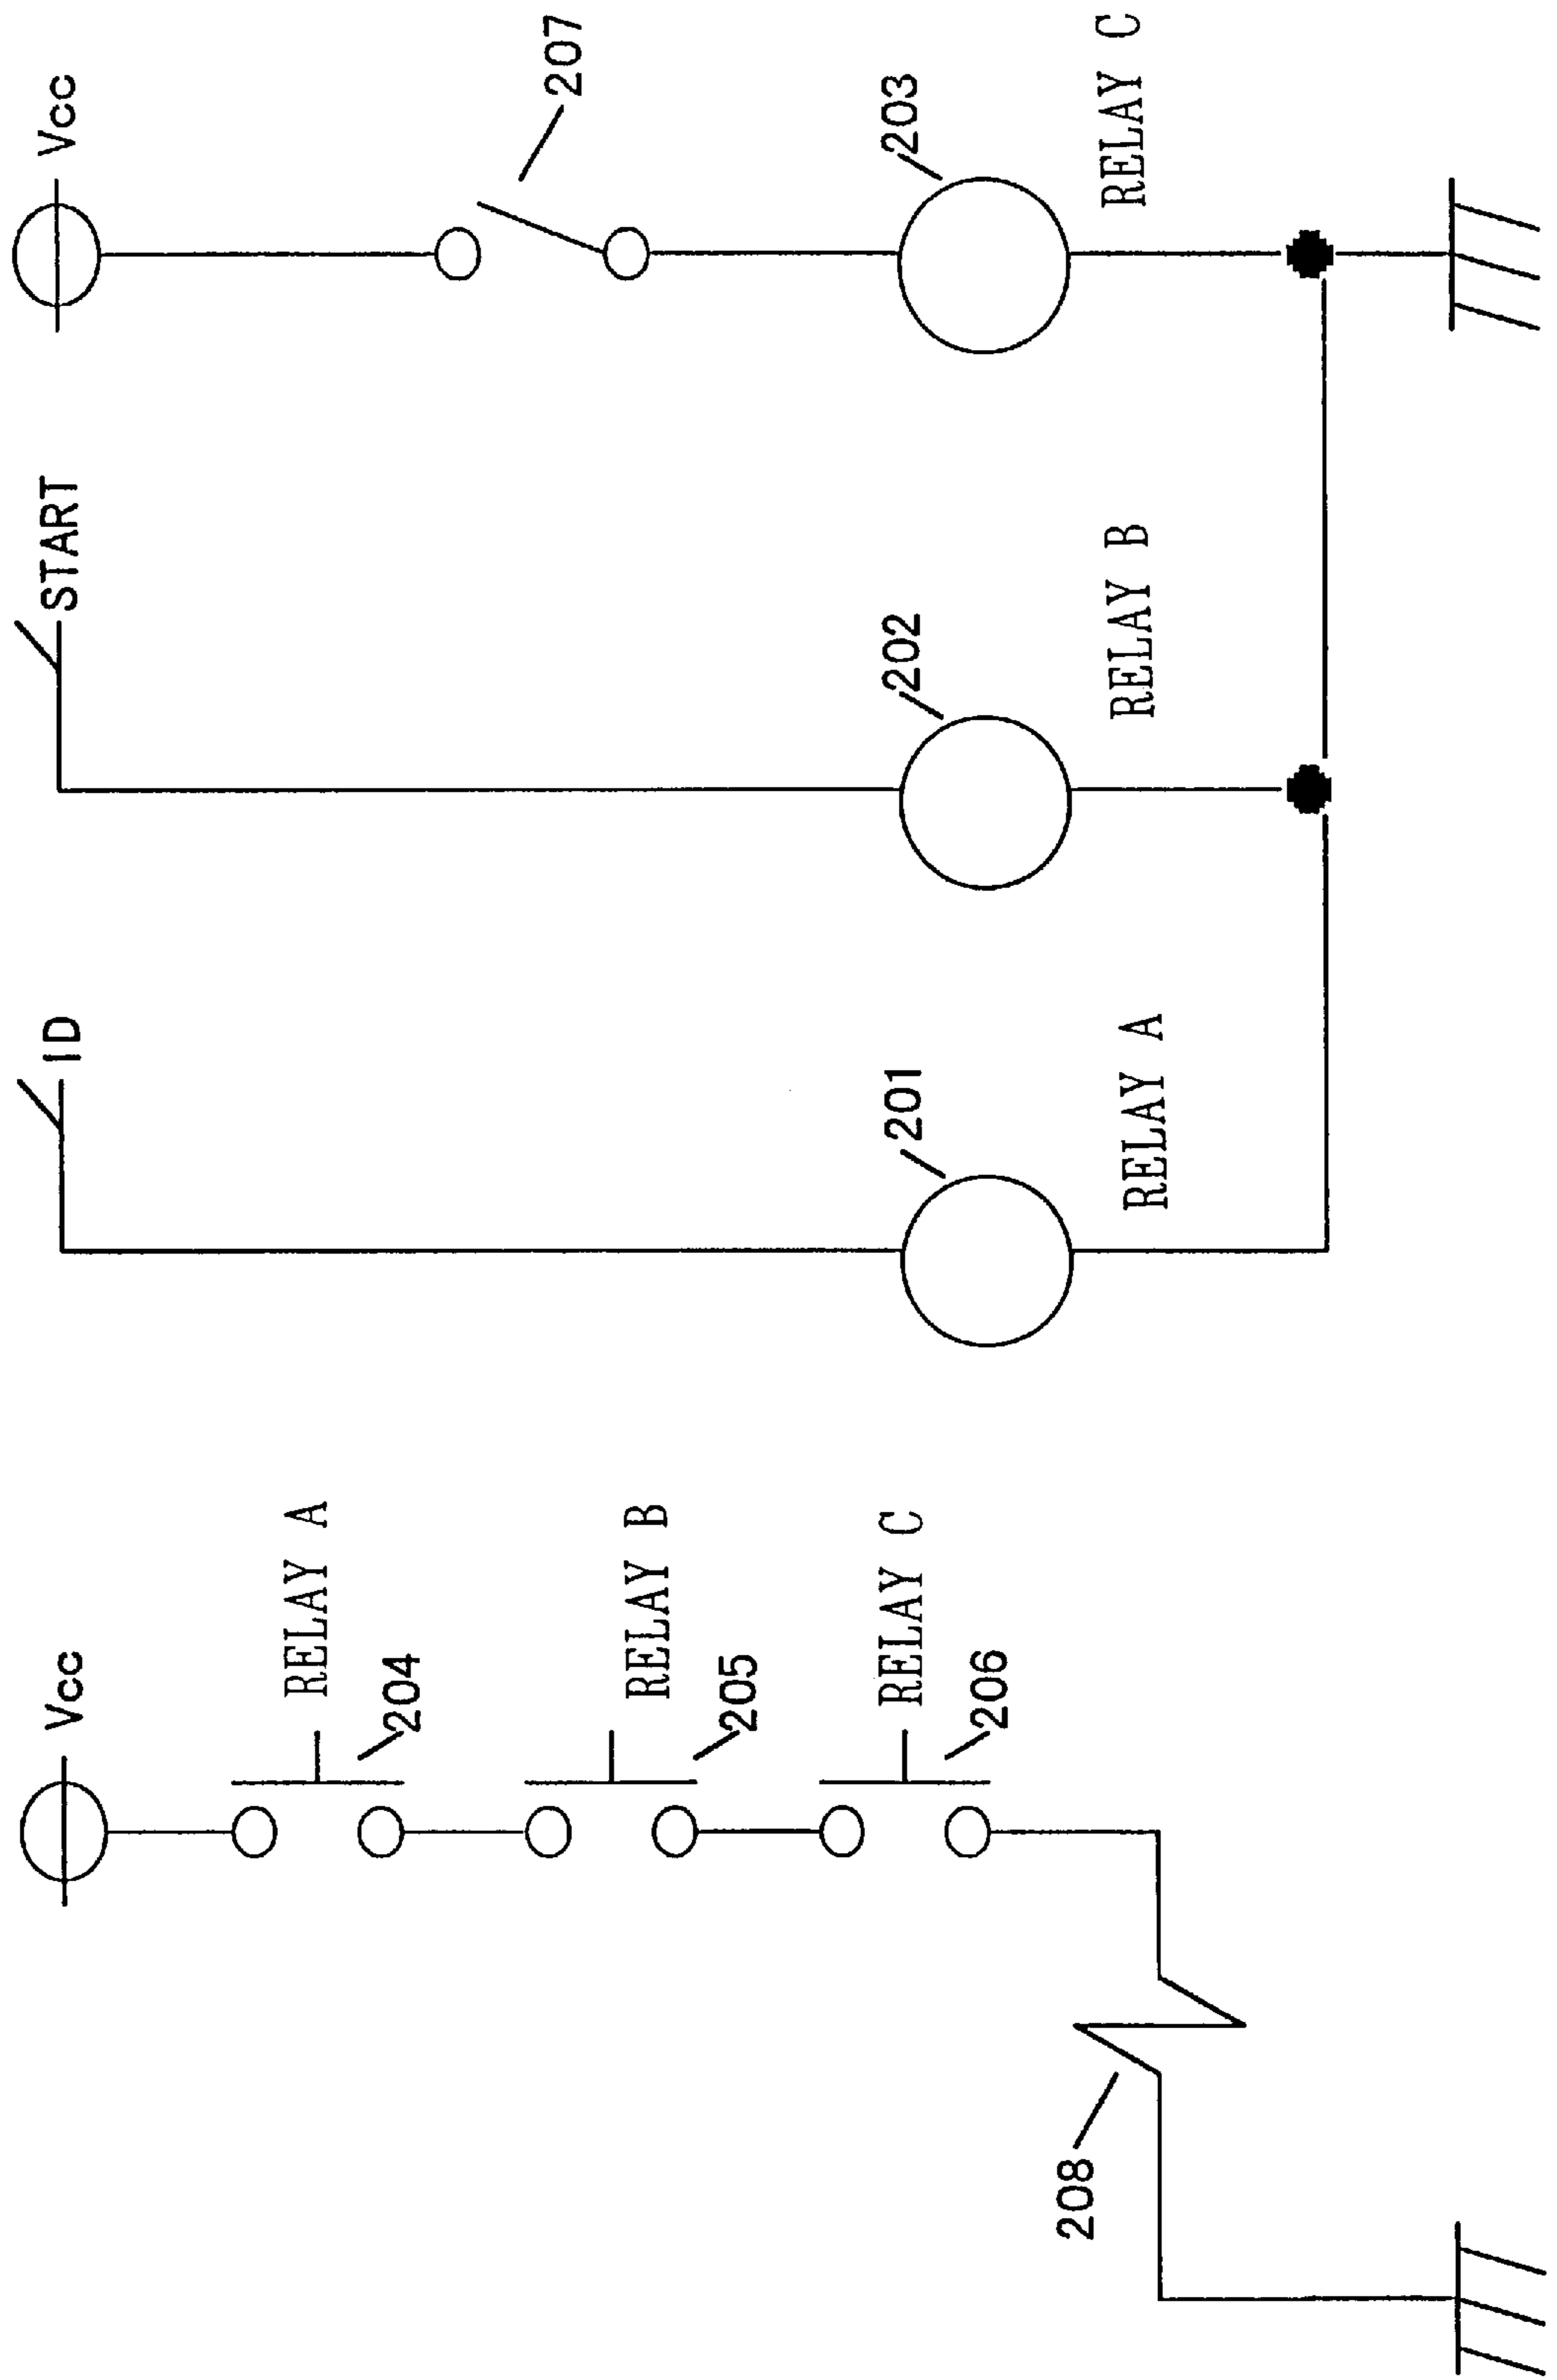 Vcc
ID
START
Vcc
RELAY A
204
207
RELAY B
205
RELAY C
201
202
203
206
208
RELAY A
RELAY B
RELAY C